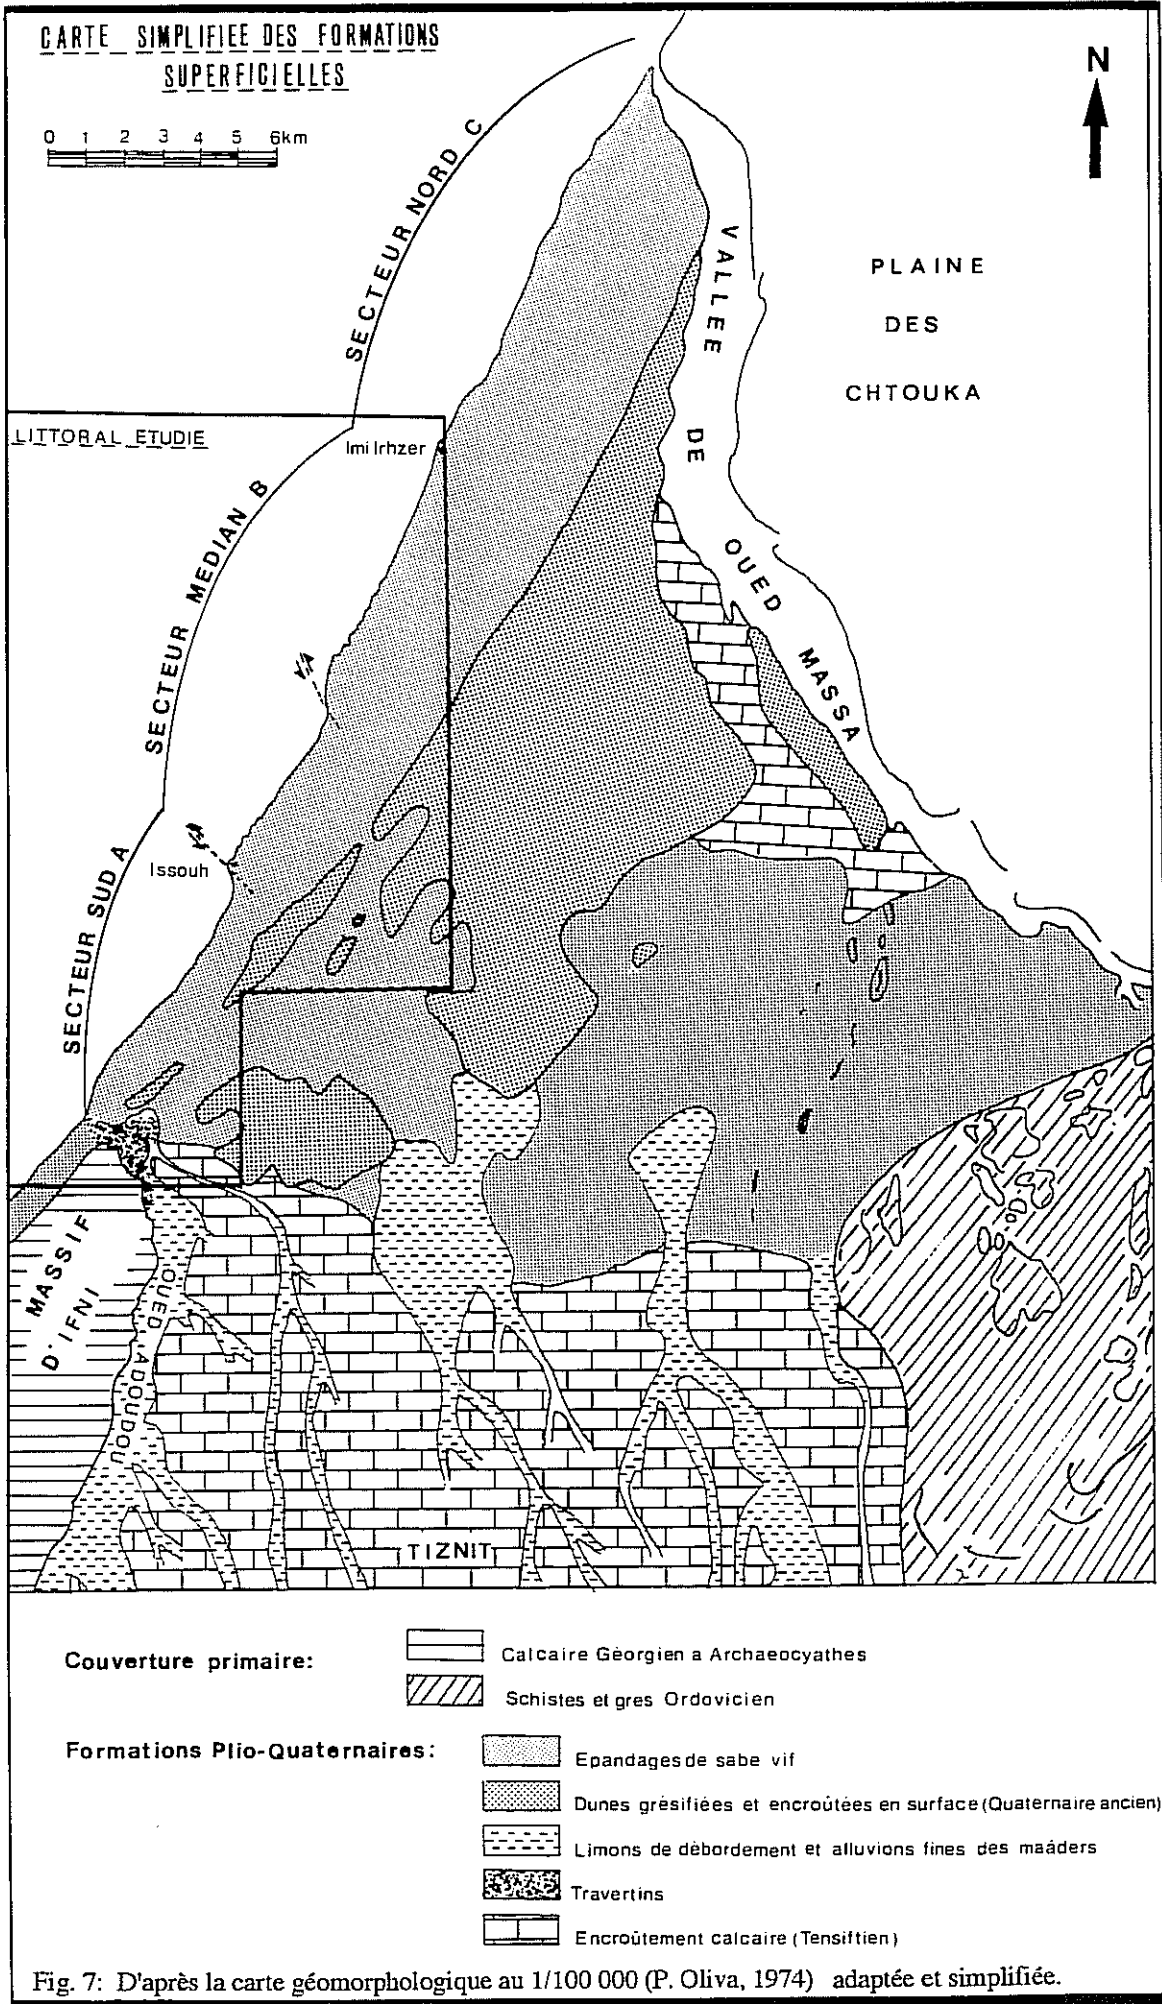 CARTE SIMPLIFIEE DES FORMATIONS
SUPERFICIELLES
0 1 2 3 4 5 6km
N
SECTEUR NORD C
VALLEE DE OUED MASSA
PLAINE
DES
CHTOUKA
LITTORAL ETUDIE
Imi Irhzer
SECTEUR MEDIAN B
Issouh
SECTEUR SUD A
MASSIF
D'IFNI
OUED ADOUDOU
TIZNIT
Couverture primaire:
Calcaire Géorgien a Archaeocyathes
Schistes et gres Ordovicien
Formations Plio-Quaternaires:
Epandages de sabe vif
Dunes grésifiées et encroûtées en surface (Quaternaire ancien)
Limons de débordement et alluvions fines des maâders
Travertins
Encroûtement calcaire (Tensiftien)
Fig. 7: D'après la carte géomorphologique au 1/100 000 (P. Oliva, 1974) adaptée et simplifiée.